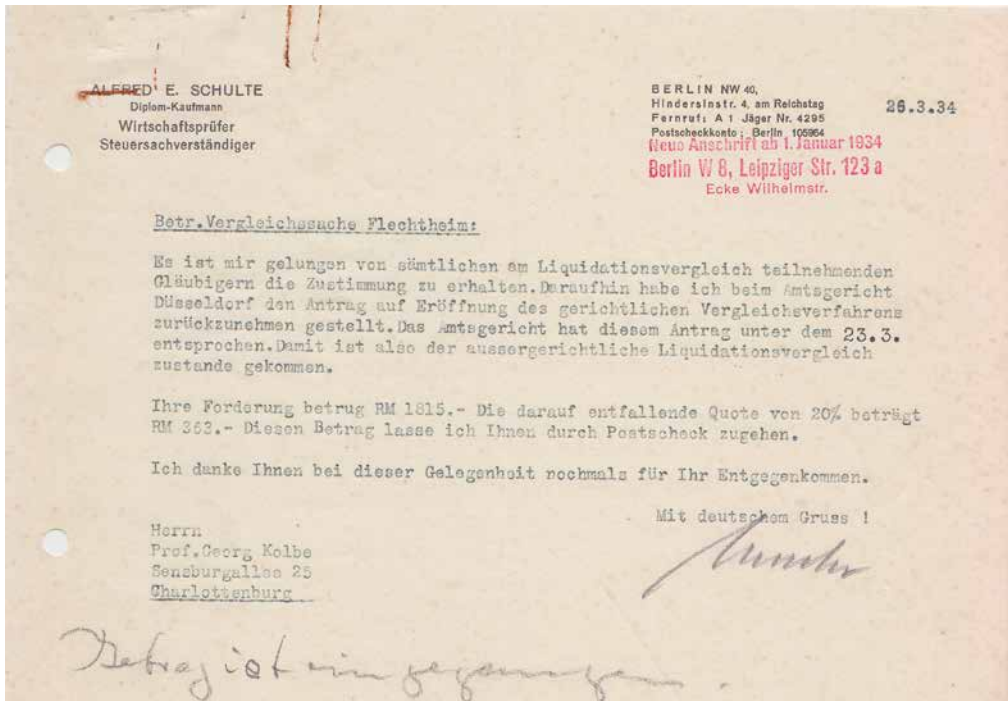 ALFRED E. SCHULTE
Diplom-Kaufmann
Wirtschaftsprüfer
Steuersachverständiger
BERLIN NW 40,
Hindersinstr. 4, am Reichstag
Fernruf: A 1 Jäger Nr. 4295
Postscheckkonto: Berlin 105964
26.3.34
Neue Anschrift ab 1. Januar 1934
Berlin W 8, Leipziger Str. 123 a
Ecke Wilhelmstr.
Betr.Vergleichssache Flechtheim:
Es ist mir gelungen von sämtlichen am Liquidationsvergleich teilnehmenden
Gläubigern die Zustimmung zu erhalten.Daraufhin habe ich beim Amtsgericht
Düsseldorf den Antrag auf Eröffnung des gerichtlichen Vergleichsverfahrens
zurückzunehmen gestellt.Das Amtsgericht hat diesem Antrag unter dem 23.3.
entsprochen.Damit ist also der aussergerichtliche Liquidationsvergleich
zustande gekommen.
Ihre Forderung betrug RM 1815.- Die darauf entfallende Quote von 20% beträgt
RM 363.- Diesen Betrag lasse ich Ihnen durch Postscheck zugehen.
Ich danke Ihnen bei dieser Gelegenheit nochmals für Ihr Entgegenkommen.
Mit deutschem Gruss !
Herrn
Prof.Georg Kolbe
Sensburgallee 25
Charlottenburg
Betrag ist eingegangen.